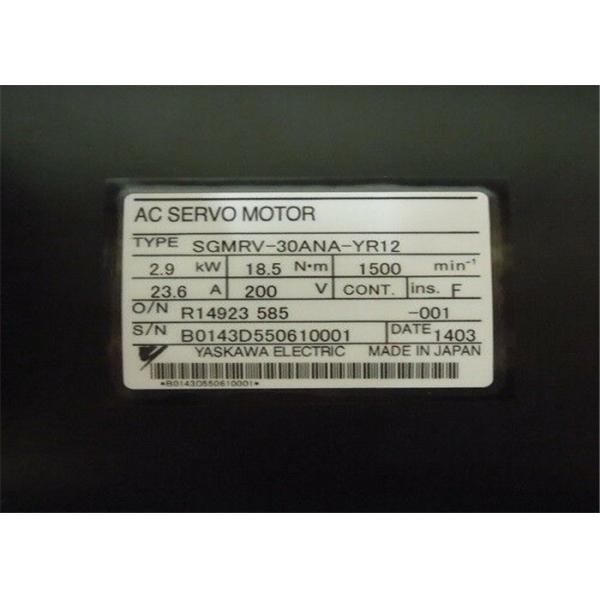 AC SERVO MOTOR
TYPE SGMRV-30ANA-YR12
2.9 kW 18.5 N·m 1500 min⁻¹
23.6 A 200 V CONT. ins. F
O/N R14923 585 -001
S/N B0143D550610001 DATE 1403
YASKAWA ELECTRIC MADE IN JAPAN
*B0143D550610001*